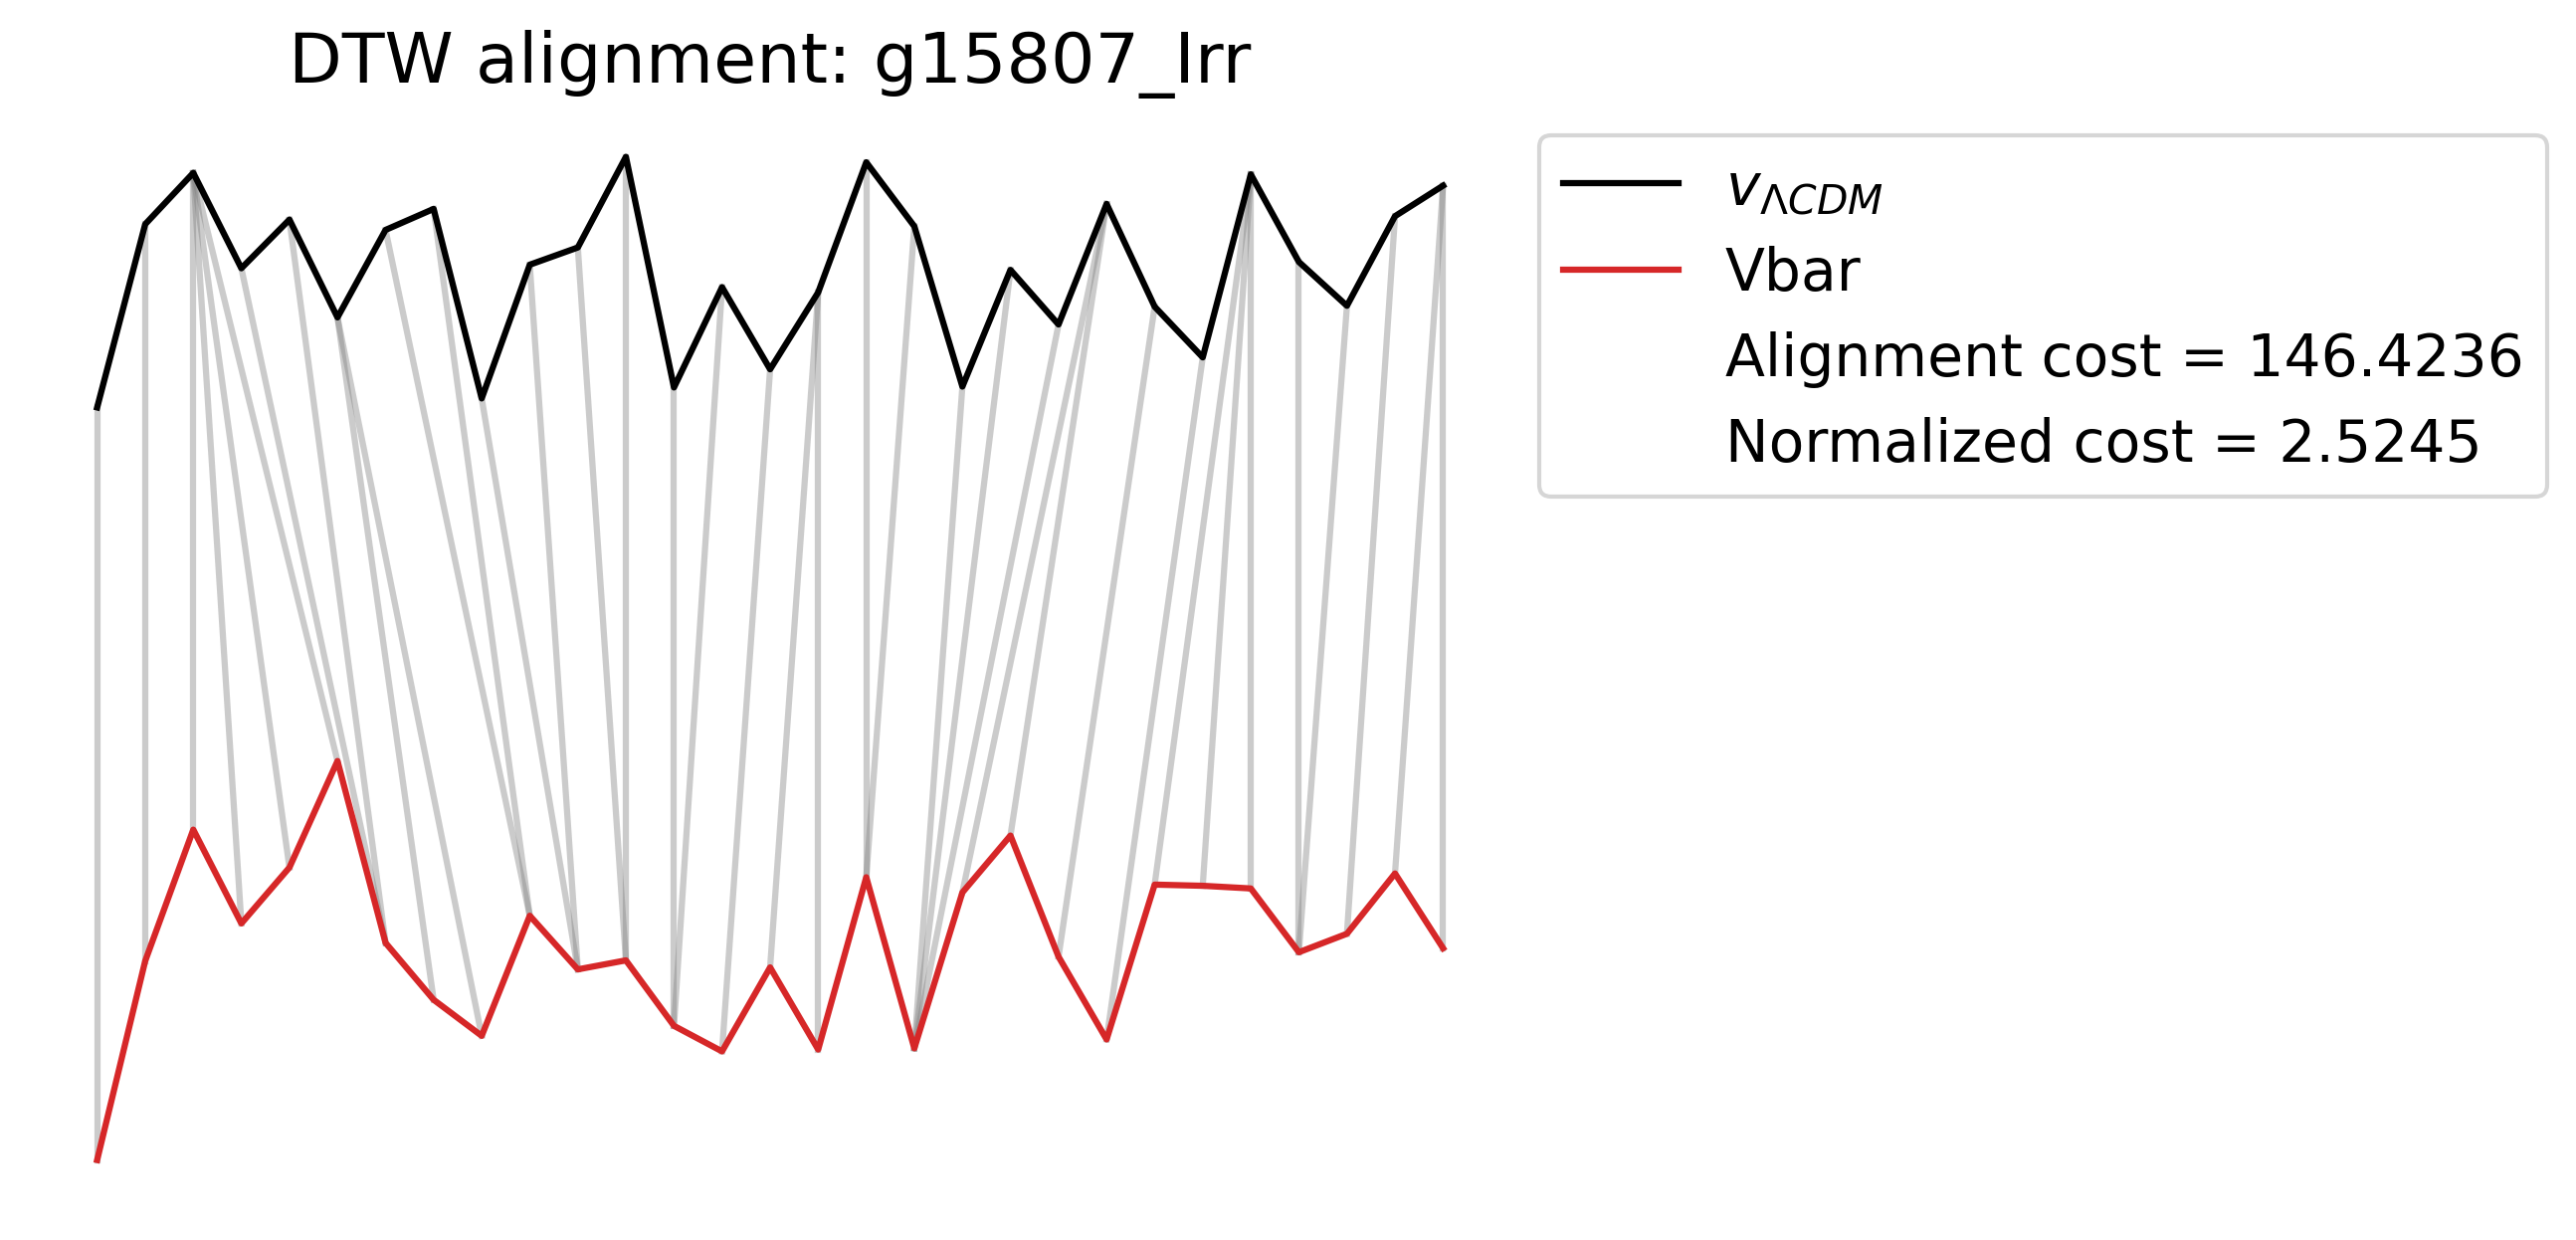 DTW alignment: g15807_Irr
v_ΛCDM
Vbar
Alignment cost = 146.4236
Normalized cost = 2.5245